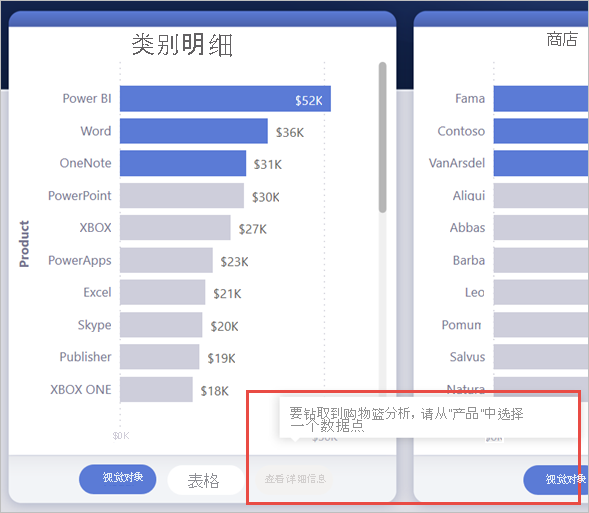 类别明细
商店
Product
Power BI $52K
Word $36K
OneNote $31K
PowerPoint $30K
XBOX $27K
PowerApps $23K
Excel $21K
Skype $20K
Publisher $19K
XBOX ONE $18K
$0K
Fama
Contoso
VanArsdel
Aliqui
Abbas
Barba
Leo
Pomum
Salvus
Natura
要钻取到购物篮分析，请从"产品"中选择
一个数据点
视觉对象
表格
查看详细信息
视觉对象